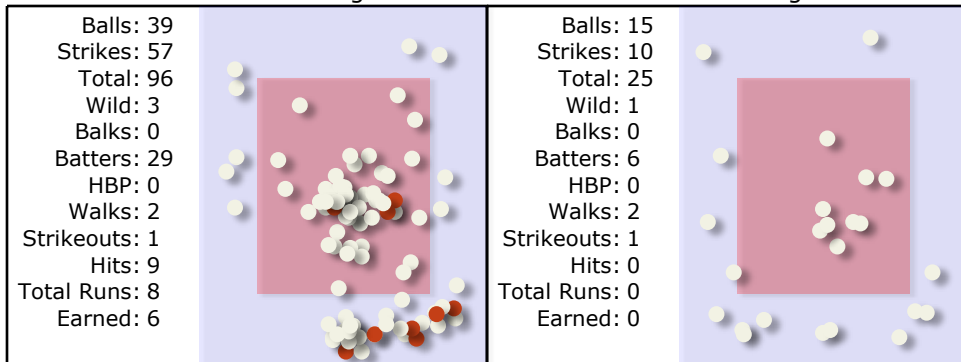 Balls: 39
Strikes: 57
Total: 96
Wild: 3
Balks: 0
Batters: 29
HBP: 0
Walks: 2
Strikeouts: 1
Hits: 9
Total Runs: 8
Earned: 6
Balls: 15
Strikes: 10
Total: 25
Wild: 1
Balks: 0
Batters: 6
HBP: 0
Walks: 2
Strikeouts: 1
Hits: 0
Total Runs: 0
Earned: 0